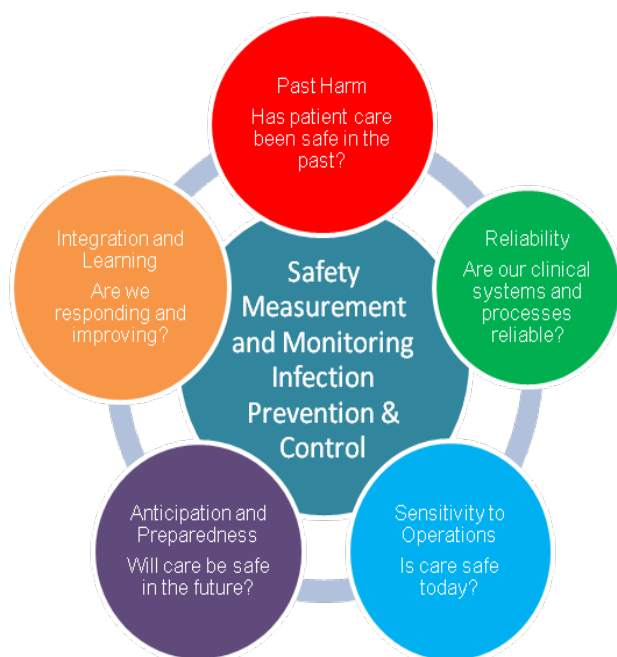 Past Harm
Has patient care
been safe in the
past?
Reliability
Are our clinical
systems and
processes
reliable?
Sensitivity to
Operations
Is care safe
today?
Anticipation and
Preparedness
Will care be safe
in the future?
Integration and
Learning
Are we
responding and
improving?
Safety
Measurement
and Monitoring
Infection
Prevention &
Control